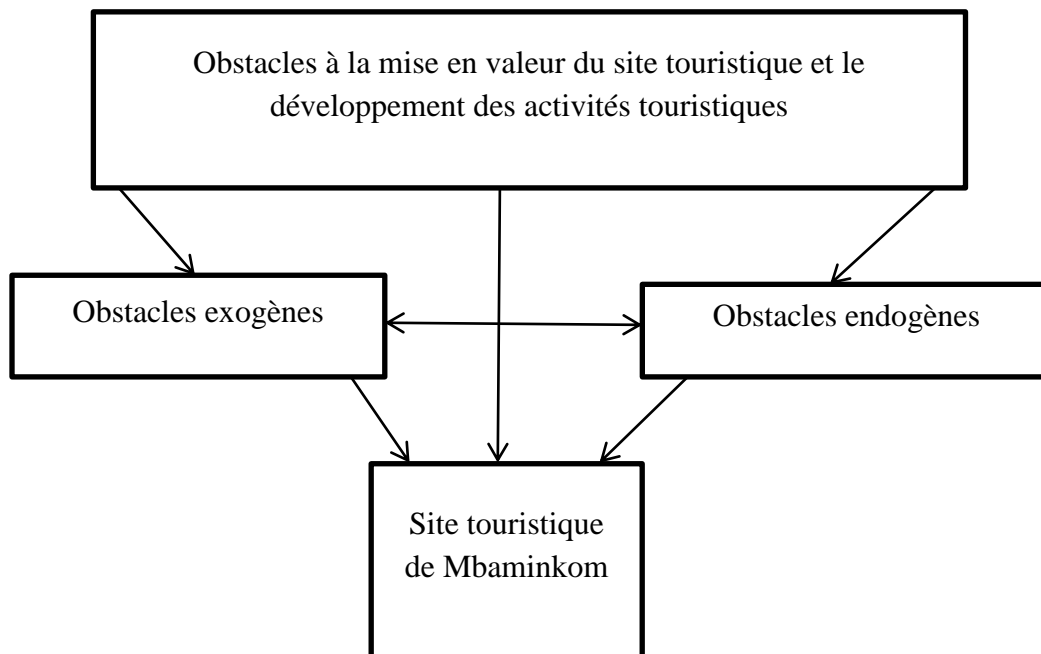 Obstacles à la mise en valeur du site touristique et le
développement des activités touristiques
Obstacles exogènes
Obstacles endogènes
Site touristique
de Mbaminkom